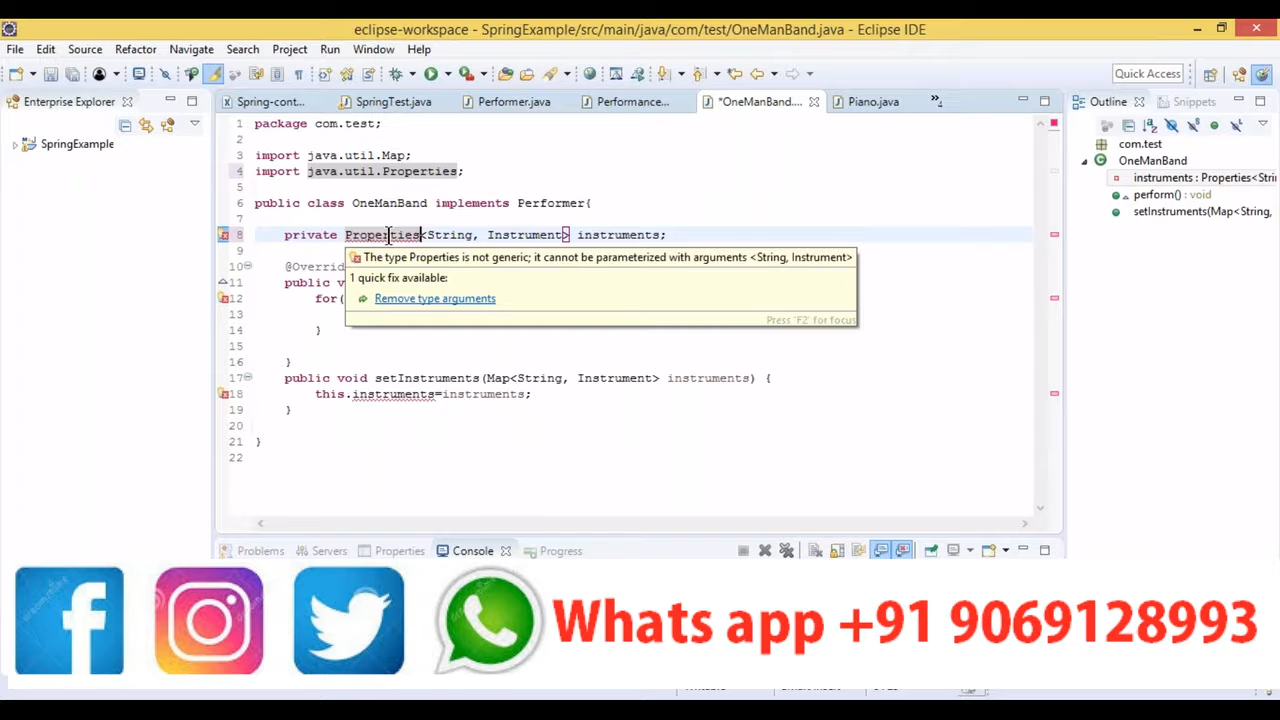 eclipse-workspace - SpringExample/src/main/java/com/test/OneManBand.java - Eclipse IDE
File Edit Source Refactor Navigate Search Project Run Window Help
Quick Access
Enterprise Explorer
Spring-cont... SpringTest.java Performer.java Performance... *OneManBand.... Piano.java
Outline Snippets
SpringExample
com.test
OneManBand
instruments : Properties<Stri
perform() : void
setInstruments(Map<String,
1 package com.test;
2
3 import java.util.Map;
4 import java.util.Properties;
5
6 public class OneManBand implements Performer{
7
8 private Properties<String, Instrument> instruments;
9
The type Properties is not generic; it cannot be parameterized with arguments <String, Instrument>
1 quick fix available:
Remove type arguments
Press 'F2' for focus
10 @Overrid
11 public v
12 for(
13
14 }
15
16 }
17 public void setInstruments(Map<String, Instrument> instruments) {
18 this.instruments=instruments;
19 }
20
21 }
22
Problems Servers Properties Console Progress
Whats app +91 9069128993